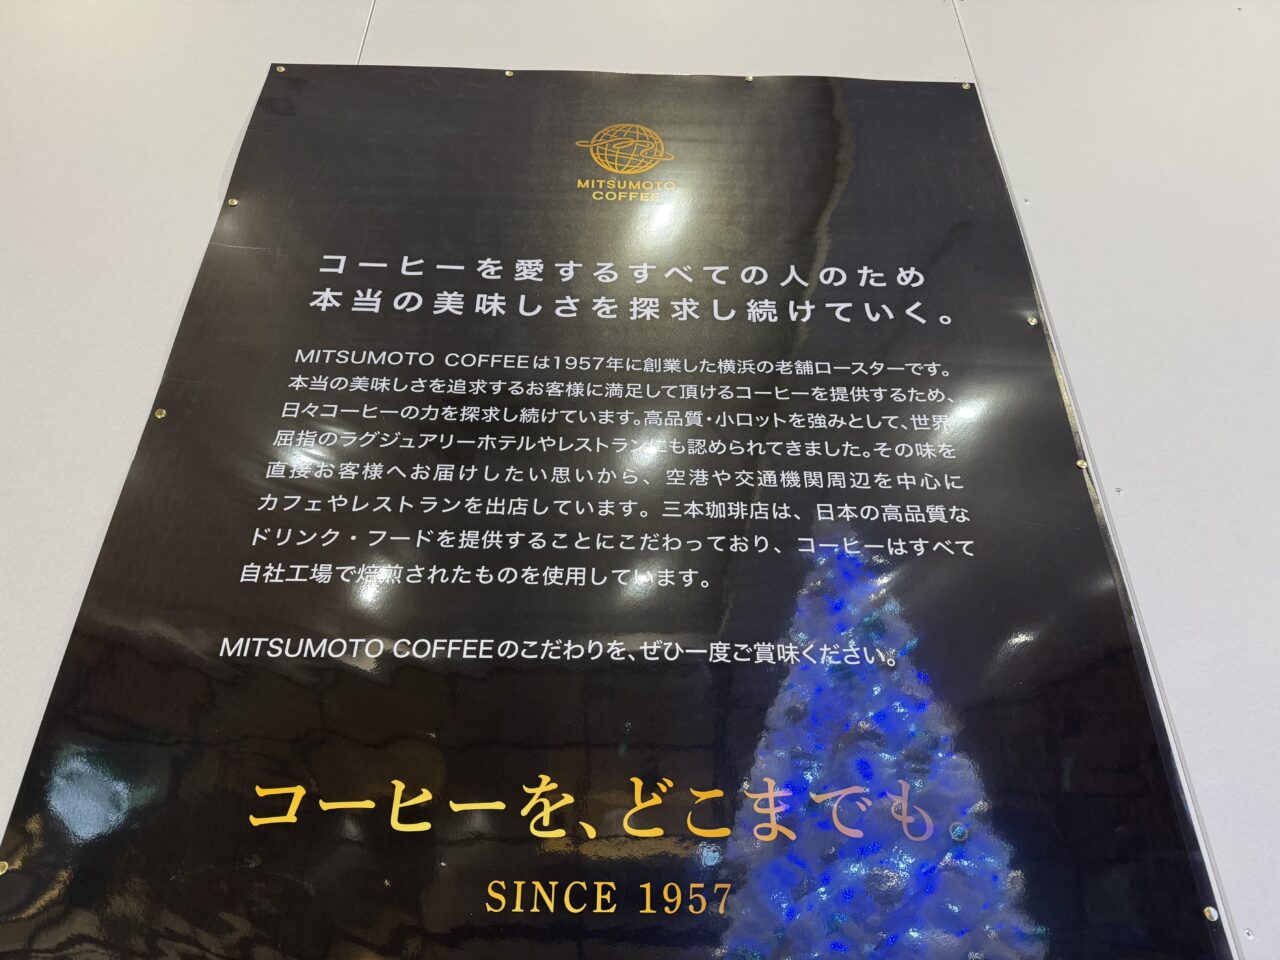 MITSUMOTO
COFFEE
コーヒーを愛するすべての人のため
本当の美味しさを探求し続けていく。
MITSUMOTO COFFEEは1957年に創業した横浜の老舗ロースターです。
本当の美味しさを追求するお客様に満足して頂けるコーヒーを提供するため、
日々コーヒーの力を探求し続けています。高品質・小ロットを強みとして、世界
屈指のラグジュアリーホテルやレストランにも認められてきました。その味を
直接お客様へお届けしたい思いから、空港や交通機関周辺を中心に
カフェやレストランを出店しています。三本珈琲店は、日本の高品質な
ドリンク・フードを提供することにこだわっており、コーヒーはすべて
自社工場で焙煎されたものを使用しています。
MITSUMOTO COFFEEのこだわりを、ぜひ一度ご賞味ください。
コーヒーを、どこまでも。
SINCE 1957